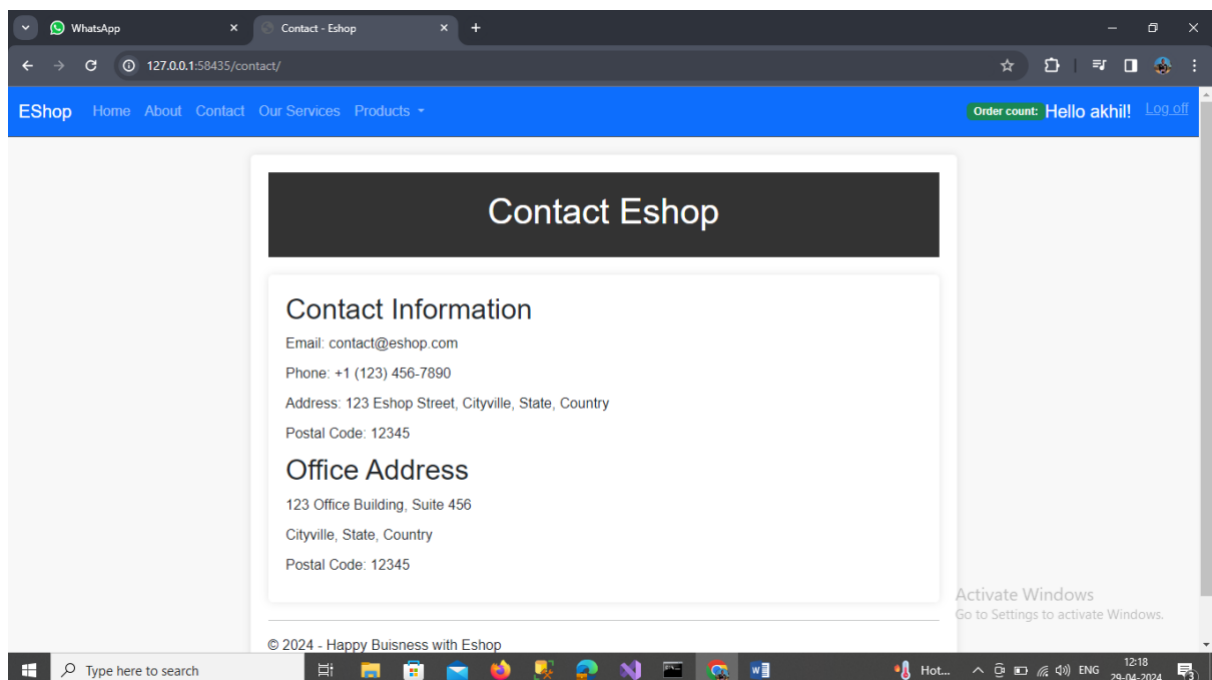 WhatsApp
Contact - Eshop
127.0.0.1:58435/contact/
EShop Home About Contact Our Services Products Order count: Hello akhil! Log off
Contact Eshop
Contact Information
Email: contact@eshop.com
Phone: +1 (123) 456-7890
Address: 123 Eshop Street, Cityville, State, Country
Postal Code: 12345
Office Address
123 Office Building, Suite 456
Cityville, State, Country
Postal Code: 12345
Activate Windows
Go to Settings to activate Windows.
© 2024 - Happy Buisness with Eshop
Type here to search Hot... ENG 12:18
29-04-2024